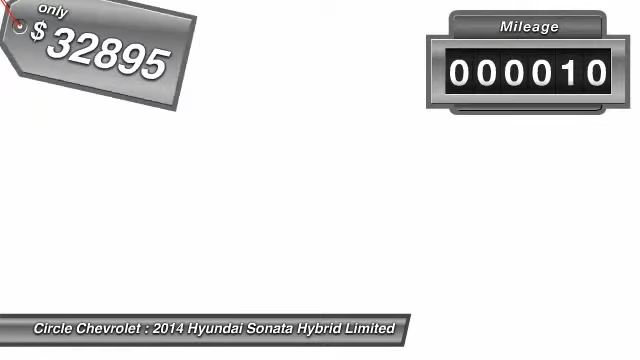 only
$32895
Mileage
000010
Circle Chevrolet : 2014 Hyundai Sonata Hybrid Limited